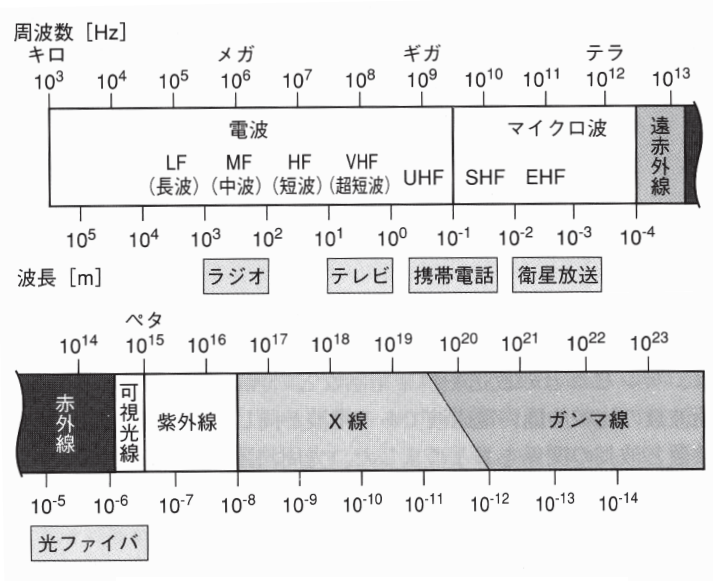 周波数［Hz］
キロ メガ ギガ テラ
10³ 10⁴ 10⁵ 10⁶ 10⁷ 10⁸ 10⁹ 10¹⁰ 10¹¹ 10¹² 10¹³
電波 マイクロ波 遠赤外線
LF MF HF VHF UHF SHF EHF
（長波） （中波） （短波） （超短波）
10⁵ 10⁴ 10³ 10² 10¹ 10⁰ 10⁻¹ 10⁻² 10⁻³ 10⁻⁴
波長［m］ ラジオ テレビ 携帯電話 衛星放送
ペタ
10¹⁴ 10¹⁵ 10¹⁶ 10¹⁷ 10¹⁸ 10¹⁹ 10²⁰ 10²¹ 10²² 10²³
赤外線 可視光線 紫外線 X線 ガンマ線
10⁻⁵ 10⁻⁶ 10⁻⁷ 10⁻⁸ 10⁻⁹ 10⁻¹⁰ 10⁻¹¹ 10⁻¹² 10⁻¹³ 10⁻¹⁴
光ファイバ